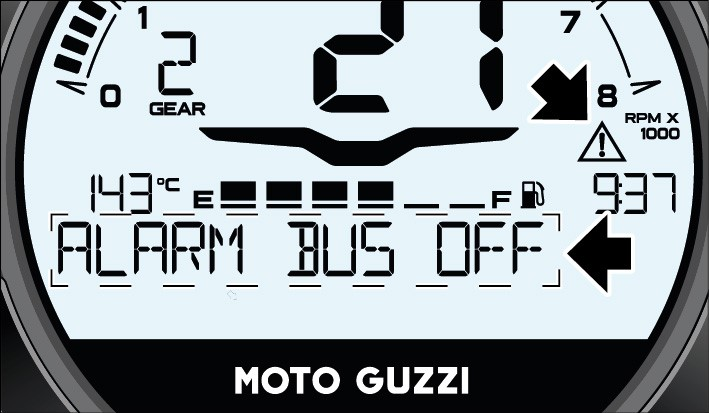 1
2
GEAR
21
7
0
8
RPM X
1000
143°C
E
F
9:37
ALARM BUS OFF
MOTO GUZZI